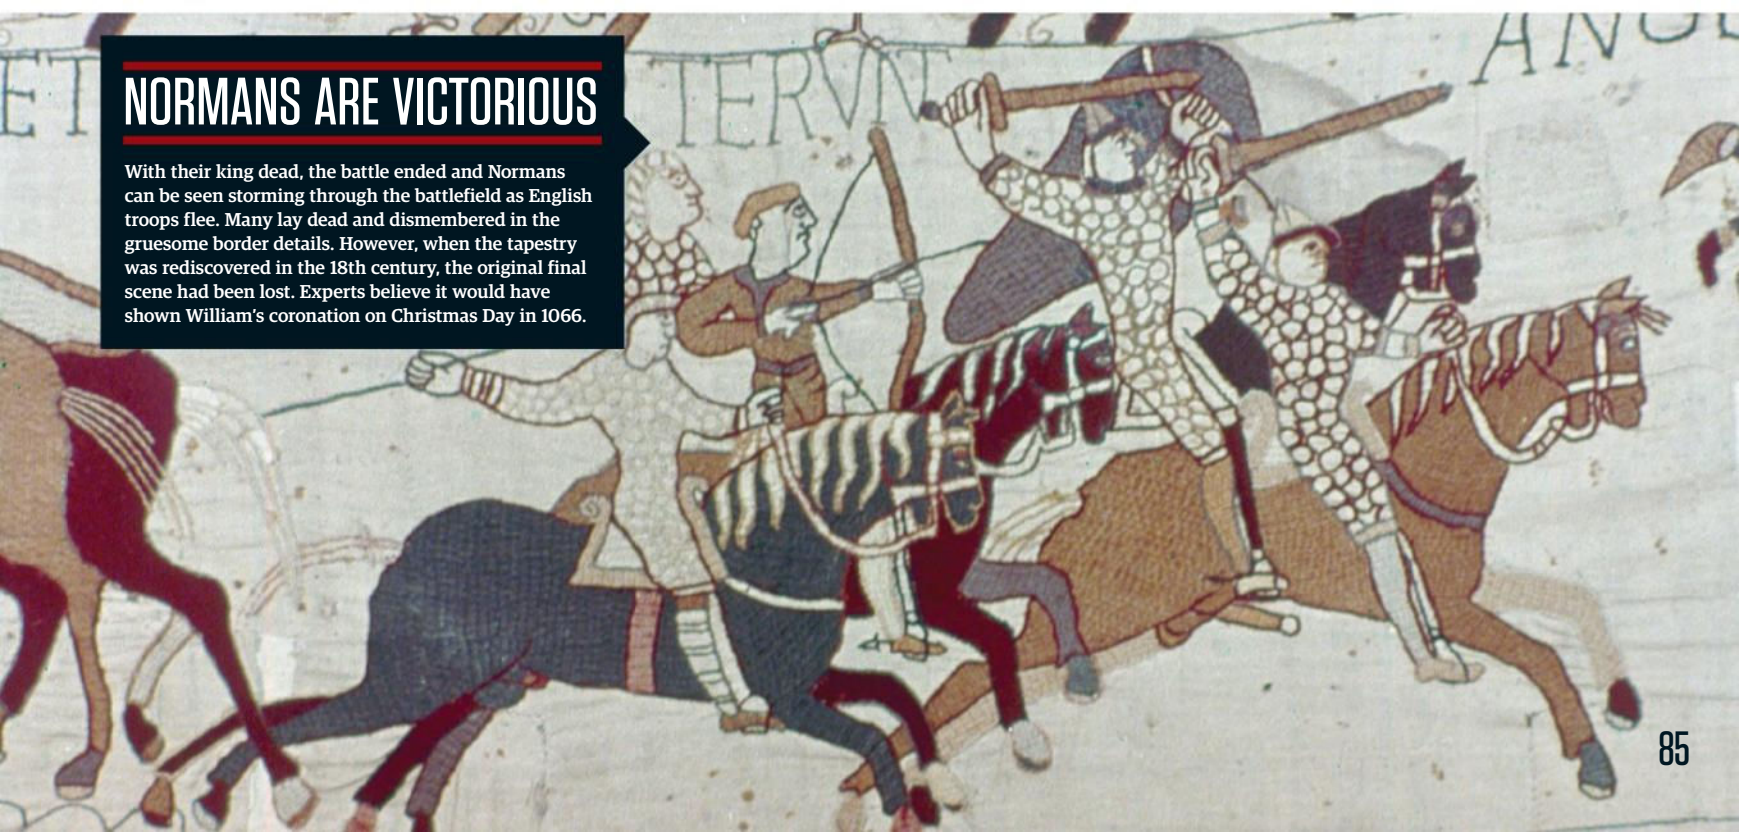 ET
TERVNT
ANGL
NORMANS ARE VICTORIOUS
With their king dead, the battle ended and Normans
can be seen storming through the battlefield as English
troops flee. Many lay dead and dismembered in the
gruesome border details. However, when the tapestry
was rediscovered in the 18th century, the original final
scene had been lost. Experts believe it would have
shown William’s coronation on Christmas Day in 1066.
85